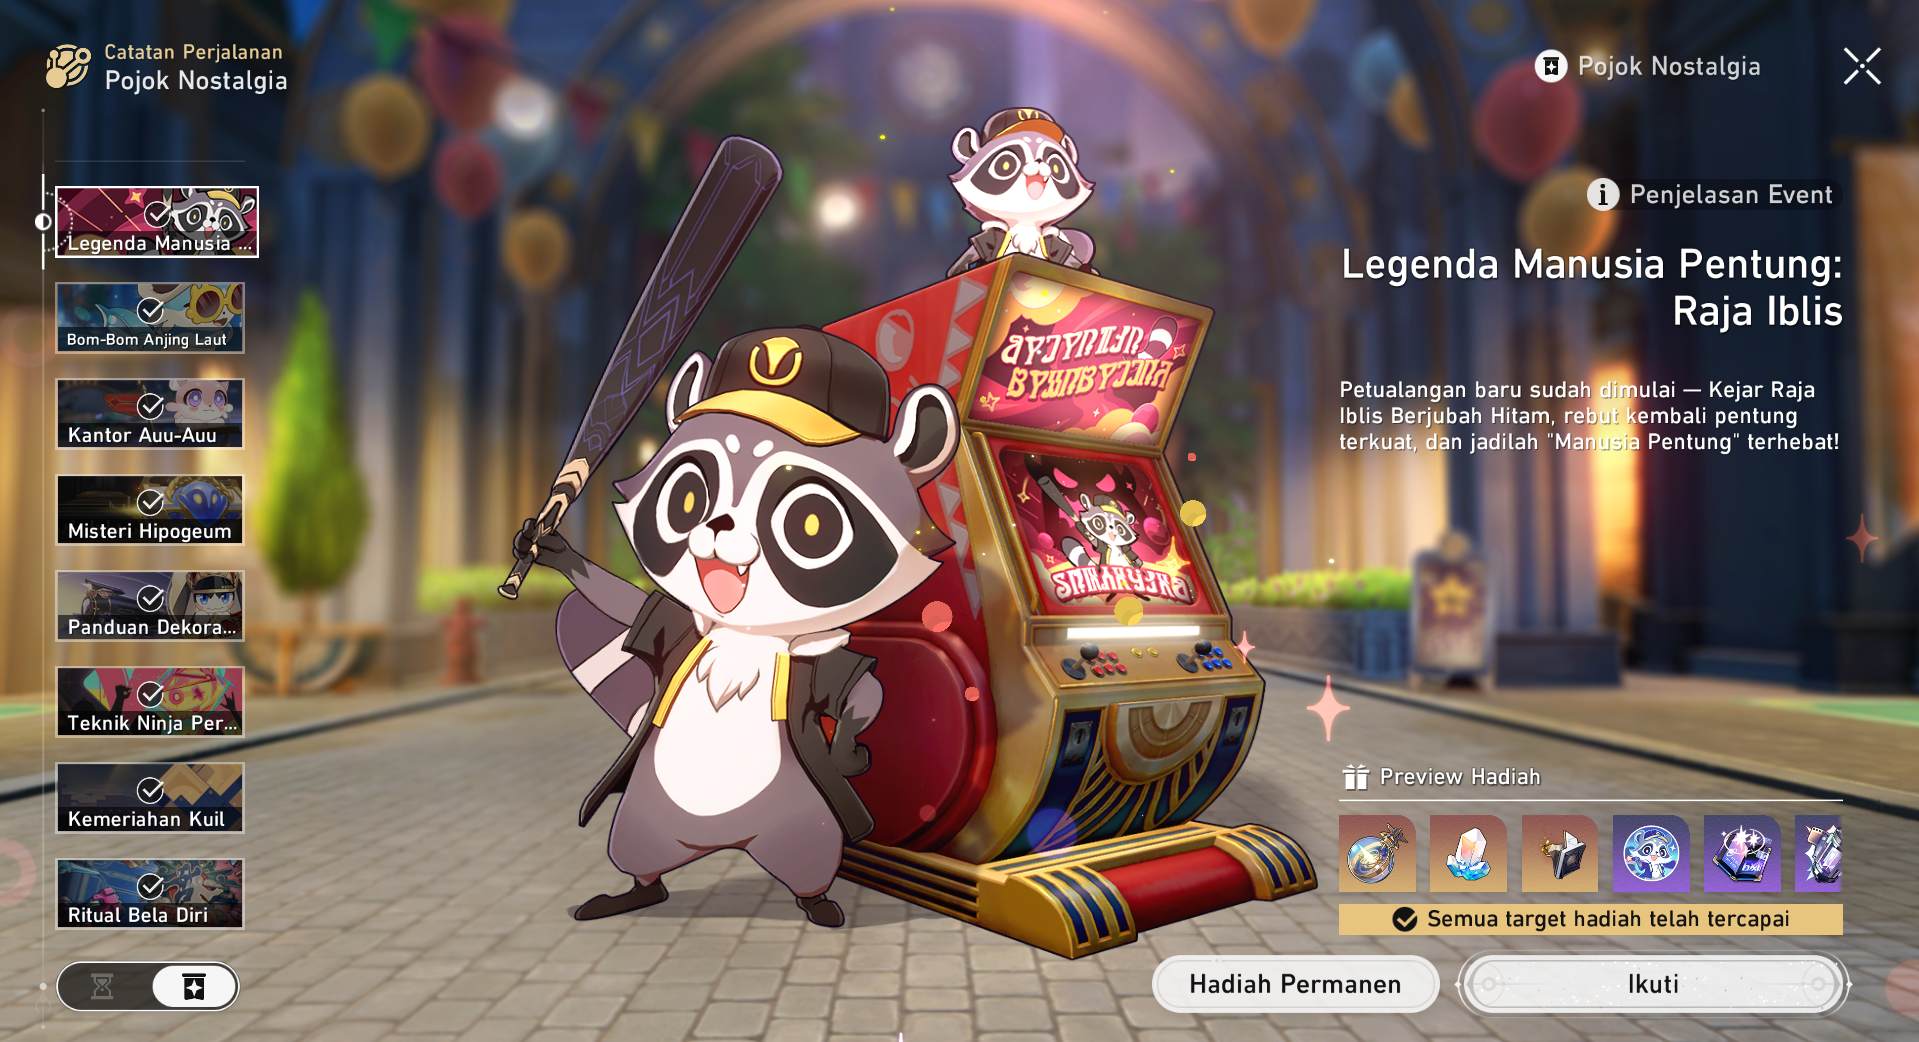 Catatan Perjalanan
Pojok Nostalgia
Legenda Manusia ...
Bom-Bom Anjing Laut
Kantor Auu-Auu
Misteri Hipogeum
Panduan Dekora...
Teknik Ninja Per...
Kemeriahan Kuil
Ritual Bela Diri
Pojok Nostalgia
Penjelasan Event
Legenda Manusia Pentung:
Raja Iblis
Petualangan baru sudah dimulai — Kejar Raja
Iblis Berjubah Hitam, rebut kembali pentung
terkuat, dan jadilah "Manusia Pentung" terhebat!
Preview Hadiah
Semua target hadiah telah tercapai
Hadiah Permanen
Ikuti